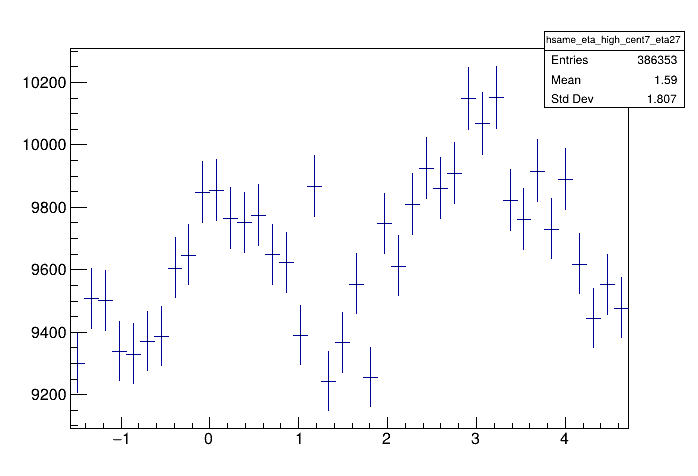 hsame_eta_high_cent7_eta27
Entries 386353
Mean 1.59
Std Dev 1.807
10200
10000
9800
9600
9400
9200
−1 0 1 2 3 4